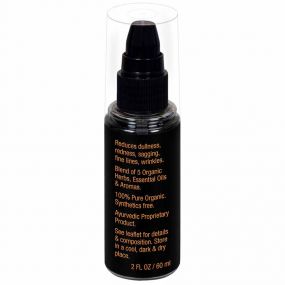 Reduces dullness,
redness, sagging,
fine lines, wrinkles.
Blend of 5 Organic
Herbs, Essential Oils
& Aromas.
100% Pure Organic.
Synthetics free.
Ayurvedic Proprietary
Product.
See leaflet for details
& composition. Store
in a cool, dark & dry
place.
2 FL OZ / 60 ml